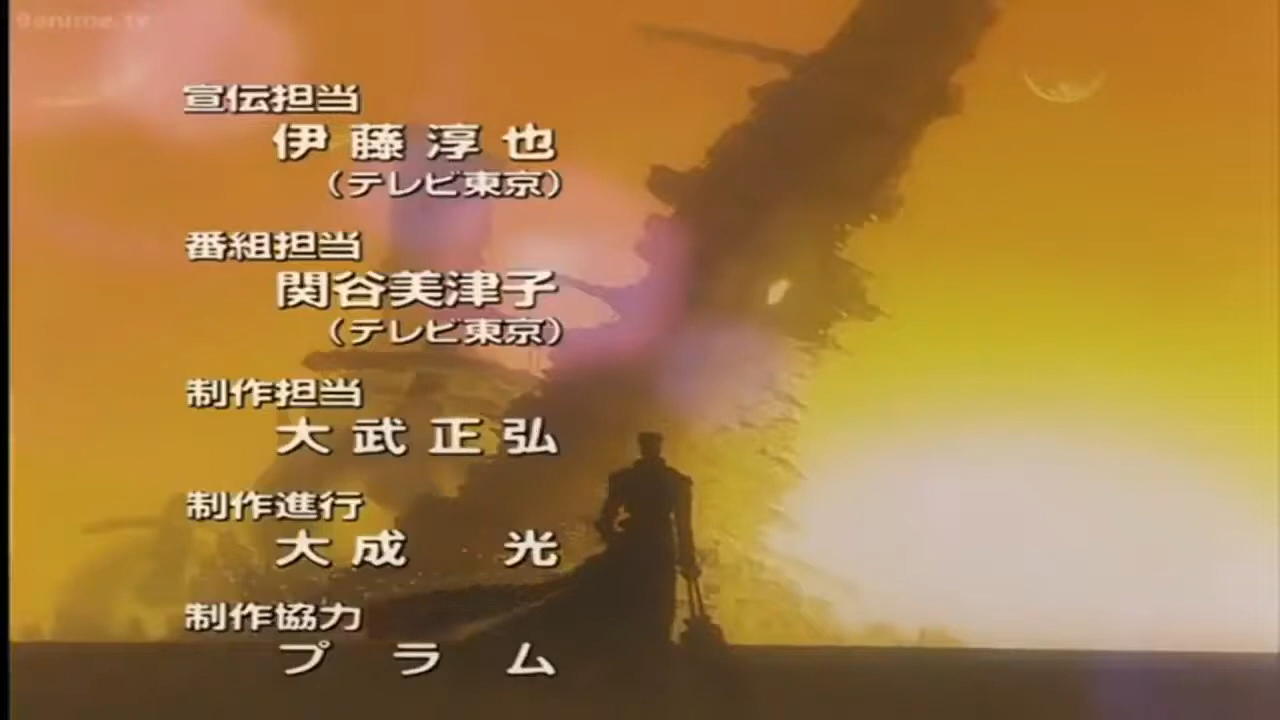 9anime.tv
宣伝担当
伊藤淳也
（テレビ東京）
番組担当
関谷美津子
（テレビ東京）
制作担当
大武正弘
制作進行
大成 光
制作協力
プラム